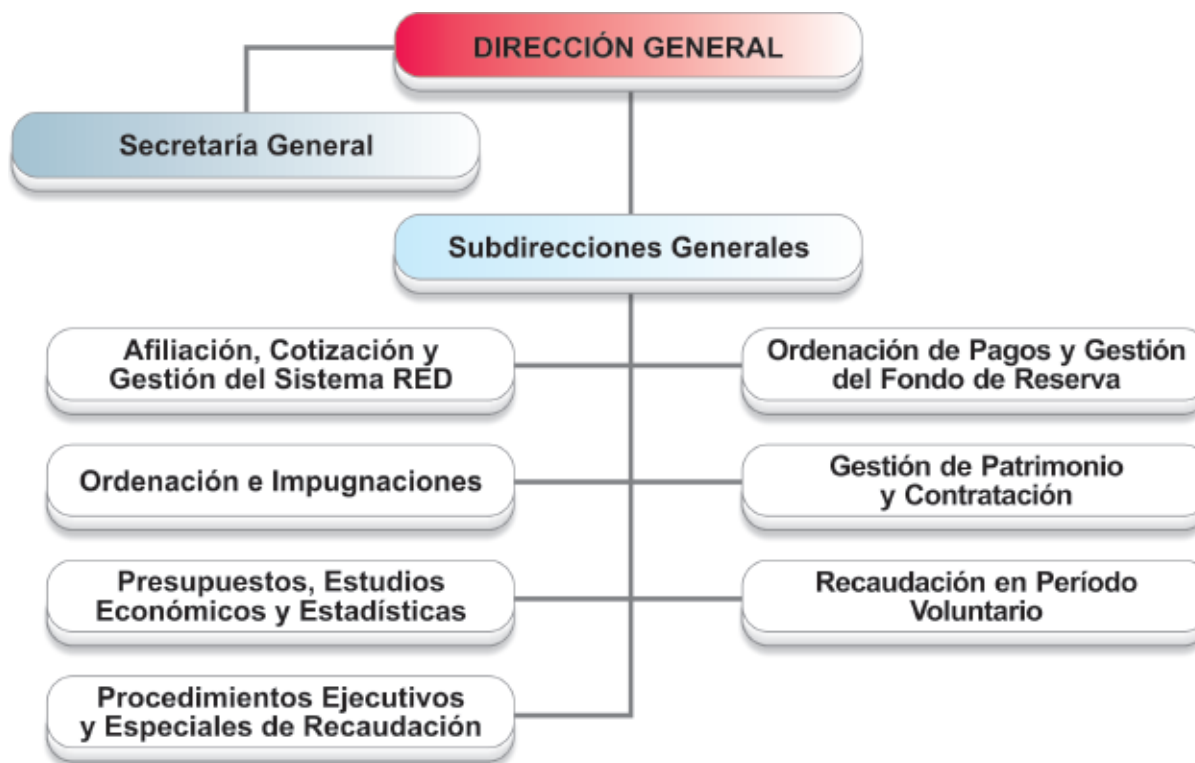 DIRECCIÓN GENERAL
Secretaría General
Subdirecciones Generales
Afiliación, Cotización y
Gestión del Sistema RED
Ordenación de Pagos y Gestión
del Fondo de Reserva
Ordenación e Impugnaciones
Gestión de Patrimonio
y Contratación
Presupuestos, Estudios
Económicos y Estadísticas
Recaudación en Período
Voluntario
Procedimientos Ejecutivos
y Especiales de Recaudación